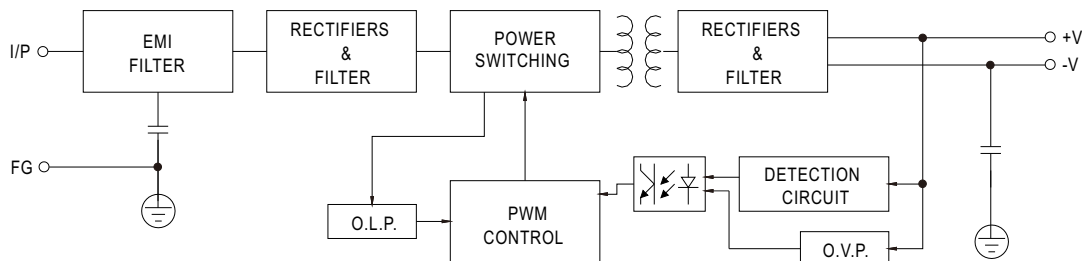 I/P
EMI
FILTER
RECTIFIERS
&
FILTER
POWER
SWITCHING
RECTIFIERS
&
FILTER
+V
-V
FG
O.L.P.
PWM
CONTROL
DETECTION
CIRCUIT
O.V.P.